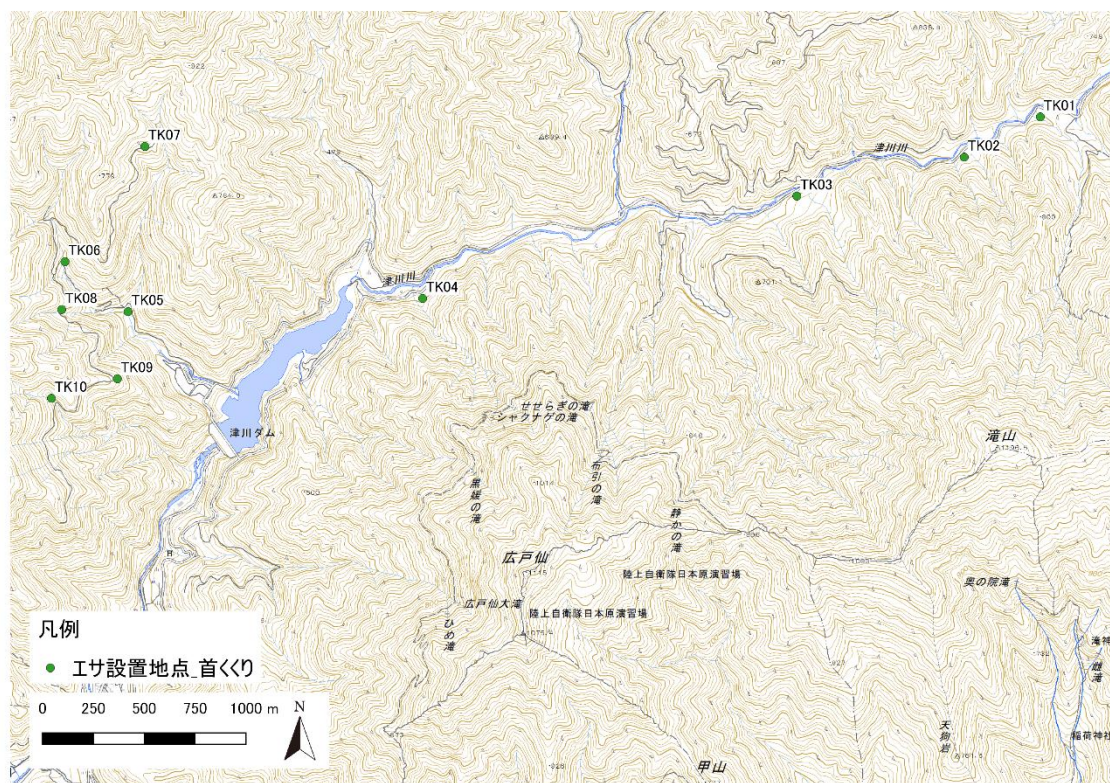 TK01
TK02
TK03
TK04
TK05
TK06
TK07
TK08
TK09
TK10
津川川
津川川
津川ダム
せせらぎの滝
シャクナゲの滝
布引の滝
黒媛の滝
静かの滝
滝山
広戸仙
陸上自衛隊日本原演習場
広戸仙大滝
陸上自衛隊日本原演習場
ひめ滝
奥の院滝
雌滝
天狗岩
稲荷神社
甲山
凡例
エサ設置地点_首くくり
0 250 500 750 1000 m
N